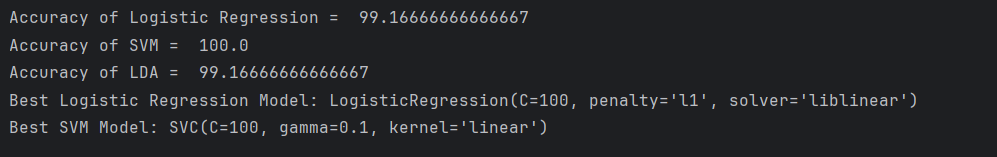 Accuracy of Logistic Regression =  99.16666666666667
Accuracy of SVM =  100.0
Accuracy of LDA =  99.16666666666667
Best Logistic Regression Model: LogisticRegression(C=100, penalty='l1', solver='liblinear')
Best SVM Model: SVC(C=100, gamma=0.1, kernel='linear')